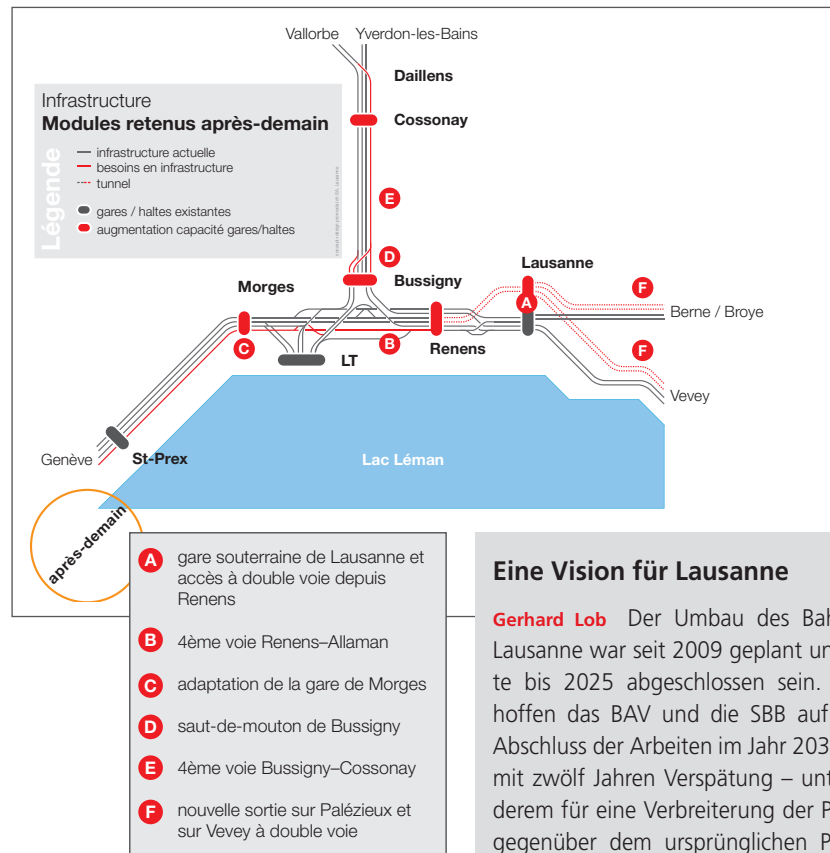 Vallorbe Yverdon-les-Bains
Daillens
Cossonay
Infrastructure
Modules retenus après-demain
Légende
infrastructure actuelle
besoins en infrastructure
tunnel
gares / haltes existantes
augmentation capacité gares/haltes
E
D
Bussigny
Lausanne
F
Morges
A
Berne / Broye
C
B
Renens
LT
F
Vevey
Genève
St-Prex
Lac Léman
après-demain
A gare souterraine de Lausanne et
accès à double voie depuis
Renens
B 4ème voie Renens–Allaman
C adaptation de la gare de Morges
D saut-de-mouton de Bussigny
E 4ème voie Bussigny–Cossonay
F nouvelle sortie sur Palézieux et
sur Vevey à double voie
Eine Vision für Lausanne
Gerhard Lob Der Umbau des Bah
Lausanne war seit 2009 geplant un
te bis 2025 abgeschlossen sein.
hoffen das BAV und die SBB auf
Abschluss der Arbeiten im Jahr 203
mit zwölf Jahren Verspätung – unt
derem für eine Verbreiterung der P
gegenüber dem ursprünglichen P